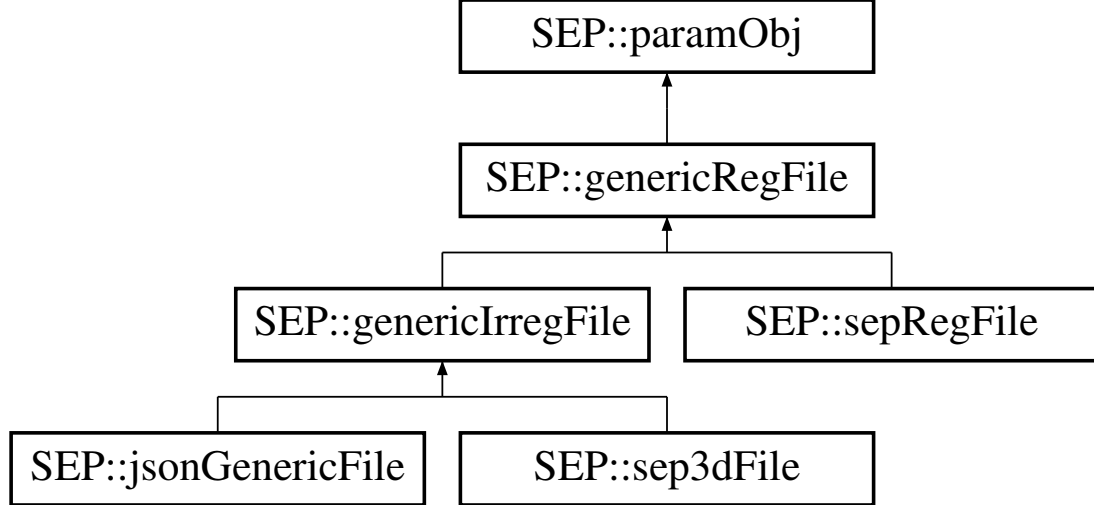 SEP::paramObj
SEP::genericRegFile
SEP::genericIrregFile
SEP::sepRegFile
SEP::jsonGenericFile
SEP::sep3dFile